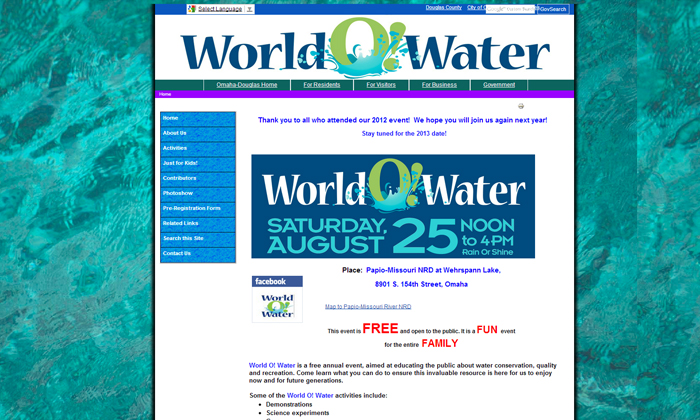 Select Language
Douglas County
GovSearch
World O! Water
Omaha-Douglas Home
For Residents
For Visitors
For Business
Government
Home
Home
About Us
Activities
Just for Kids!
Contributors
Photoshow
Pre-Registration Form
Related Links
Search this Site
Contact Us
Thank you to all who attended our 2012 event! We hope you will join us again next year!
Stay tuned for the 2013 date!
World O! Water
SATURDAY, AUGUST 25 NOON to 4PM
Rain Or Shine
Place: Papio-Missouri NRD at Wehrspann Lake,
8901 S. 154th Street, Omaha
facebook
World O! Water
Map to Papio-Missouri River NRD
This event is FREE and open to the public. It is a FUN event
for the entire FAMILY
World O! Water is a free annual event, aimed at educating the public about water conservation, quality
and recreation. Come learn what you can do to ensure this invaluable resource is here for us to enjoy
now and for future generations.
Some of the World O! Water activities include:
• Demonstrations
• Science experiments